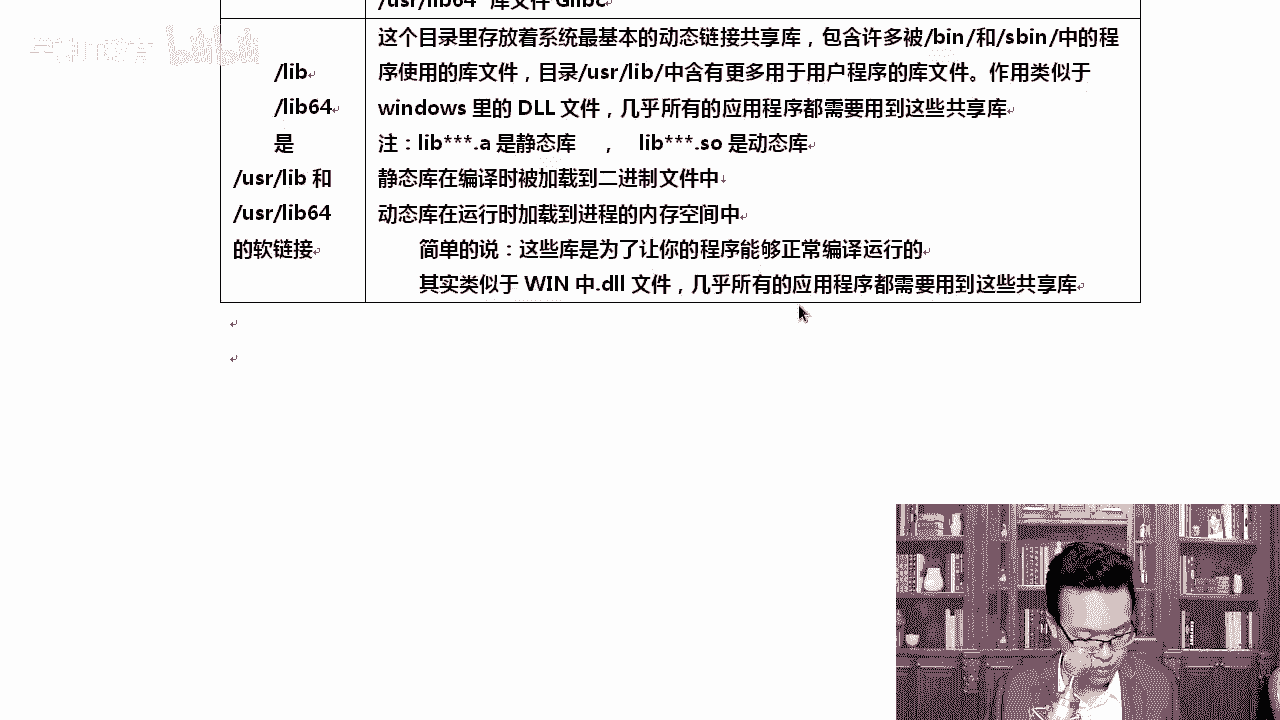 /usr/lib64 库文件 Glibc
这个目录里存放着系统最基本的动态链接共享库，包含许多被/bin/和/sbin/中的程
序使用的库文件，目录/usr/lib/中含有更多用于用户程序的库文件。作用类似于
windows 里的 DLL 文件，几乎所有的应用程序都需要用到这些共享库
注：lib***.a 是静态库 ， lib***.so 是动态库
静态库在编译时被加载到二进制文件中
动态库在运行时加载到进程的内存空间中
简单的说：这些库是为了让你的程序能够正常编译运行的
其实类似于 WIN 中.dll 文件，几乎所有的应用程序都需要用到这些共享库
/lib
/lib64
是
/usr/lib 和
/usr/lib64
的软链接
bilibili